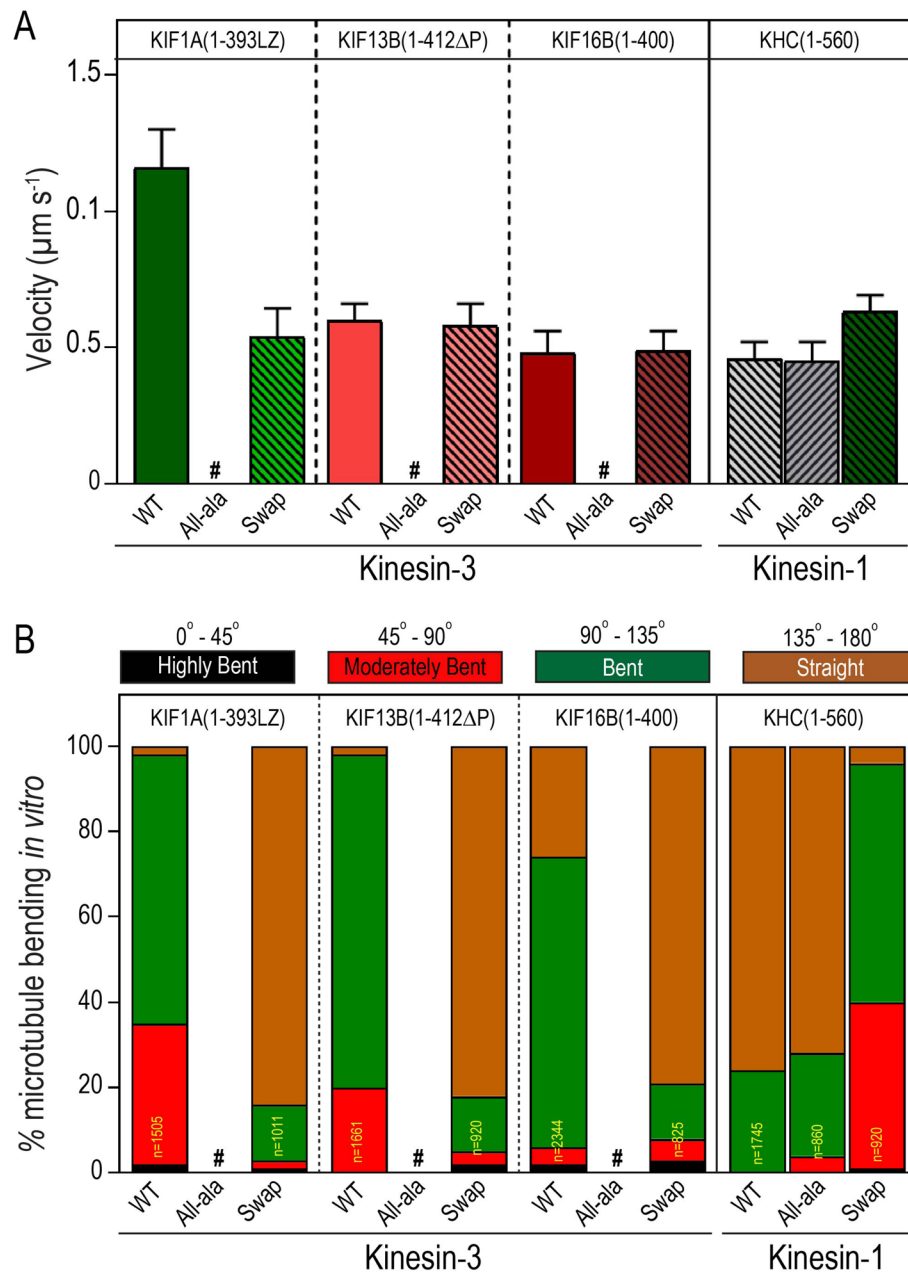 A
KIF1A(1-393LZ) KIF13B(1-412ΔP) KIF16B(1-400) KHC(1-560)
Velocity (µm s⁻¹)
1.5
0.1
0.5
0
# # #
WT All-ala Swap WT All-ala Swap WT All-ala Swap WT All-ala Swap
Kinesin-3 Kinesin-1
B
0° - 45° 45° - 90° 90° - 135° 135° - 180°
Highly Bent Moderately Bent Bent Straight
KIF1A(1-393LZ) KIF13B(1-412ΔP) KIF16B(1-400) KHC(1-560)
% microtubule bending in vitro
100
80
60
40
20
0
n=1505 n=1011 n=1661 n=920 n=2344 n=825 n=1745 n=860 n=920
# # #
WT All-ala Swap WT All-ala Swap WT All-ala Swap WT All-ala Swap
Kinesin-3 Kinesin-1